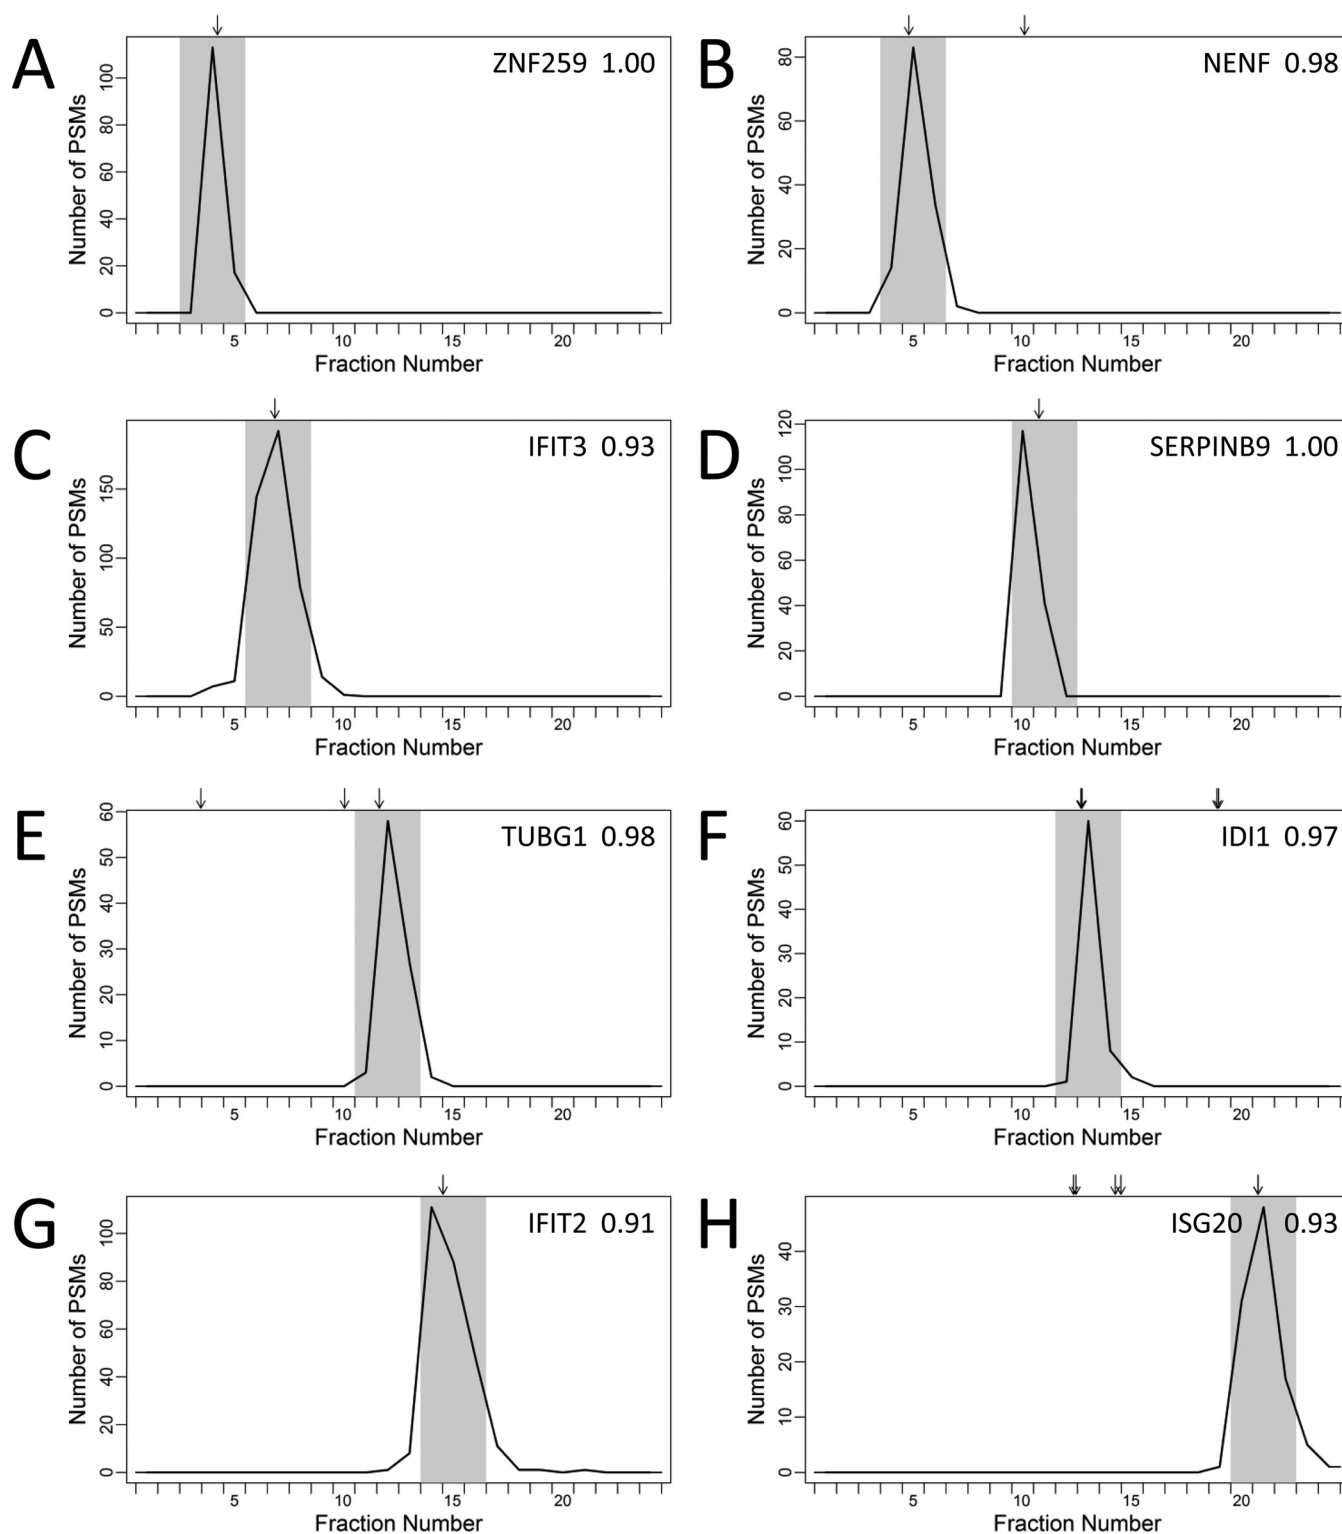 A
ZNF259 1.00
Number of PSMs
0 20 40 60 80 100
5 10 15 20
Fraction Number
B
NENF 0.98
Number of PSMs
0 20 40 60 80
5 10 15 20
Fraction Number
C
IFIT3 0.93
Number of PSMs
0 50 100 150
5 10 15 20
Fraction Number
D
SERPINB9 1.00
Number of PSMs
0 20 40 60 80 100 120
5 10 15 20
Fraction Number
E
TUBG1 0.98
Number of PSMs
0 10 20 30 40 50 60
5 10 15 20
Fraction Number
F
IDI1 0.97
Number of PSMs
0 10 20 30 40 50 60
5 10 15 20
Fraction Number
G
IFIT2 0.91
Number of PSMs
0 20 40 60 80 100
5 10 15 20
Fraction Number
H
ISG20 0.93
Number of PSMs
0 10 20 30 40
5 10 15 20
Fraction Number